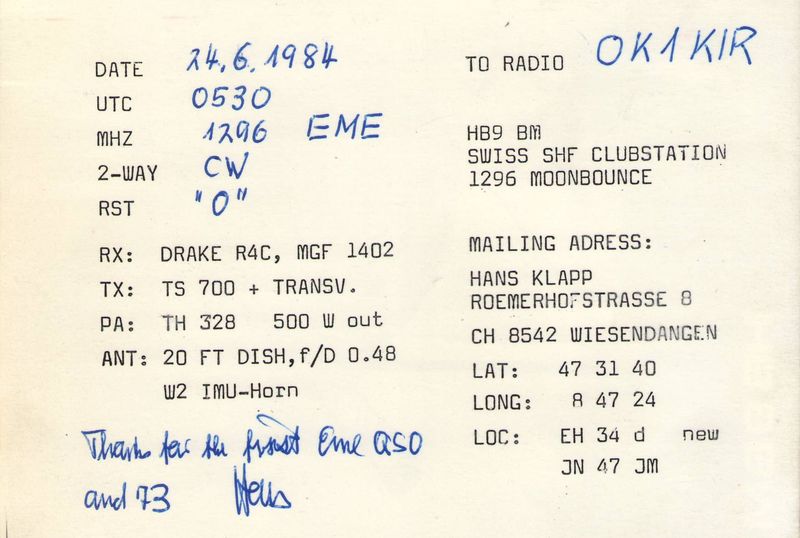 DATE 24.6.1984
UTC 0530
MHZ 1296 EME
2-WAY CW
RST "O"
RX: DRAKE R4C, MGF 1402
TX: TS 700 + TRANSV.
PA: TH 328 500 W out
ANT: 20 FT DISH,f/D 0.48
W2 IMU-Horn
Thanks for the first Eme QSO
and 73 Hans
TO RADIO OK1KIR
HB9 BM
SWISS SHF CLUBSTATION
1296 MOONBOUNCE
MAILING ADRESS:
HANS KLAPP
ROEMERHOFSTRASSE 8
CH 8542 WIESENDANGEN
LAT: 47 31 40
LONG: 8 47 24
LOC: EH 34 d new
JN 47 JM